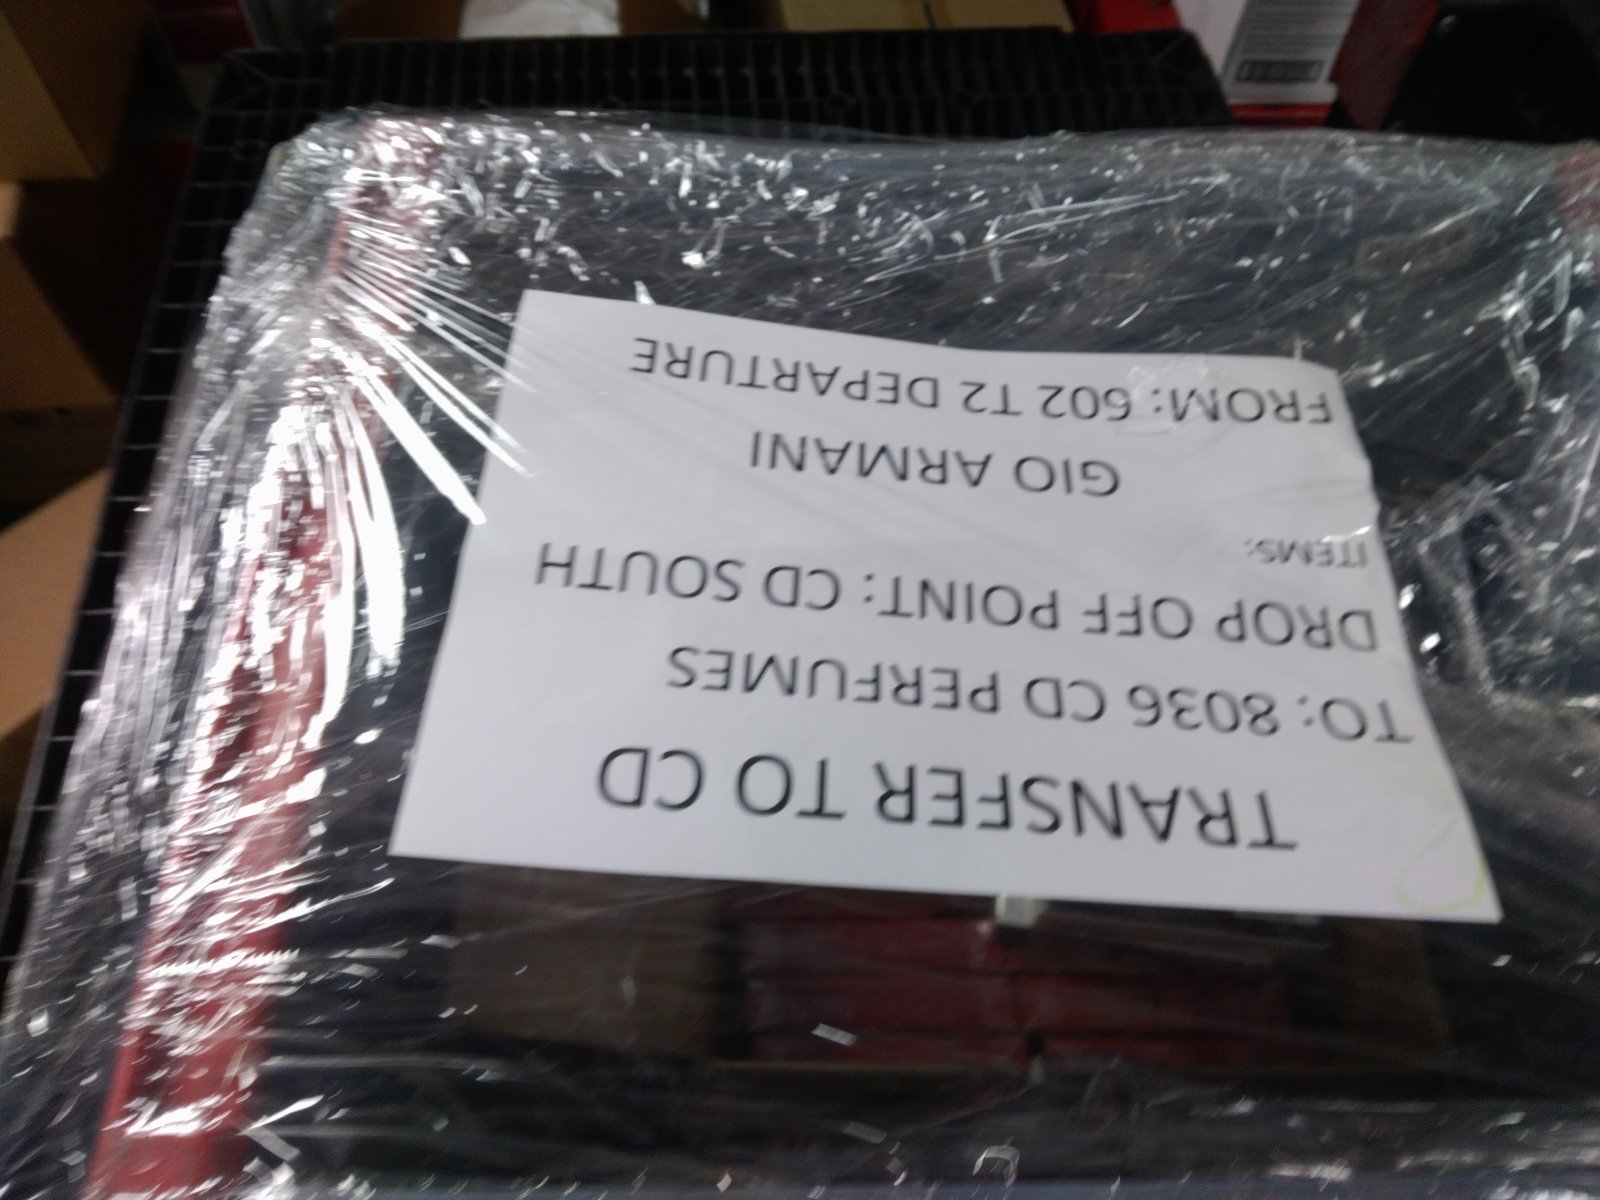 TRANSFER TO CD
TO: 8036 CD PERFUMES
DROP OFF POINT: CD SOUTH
ITEMS:
GIO ARMANI
FROM: 602 T2 DEPARTURE